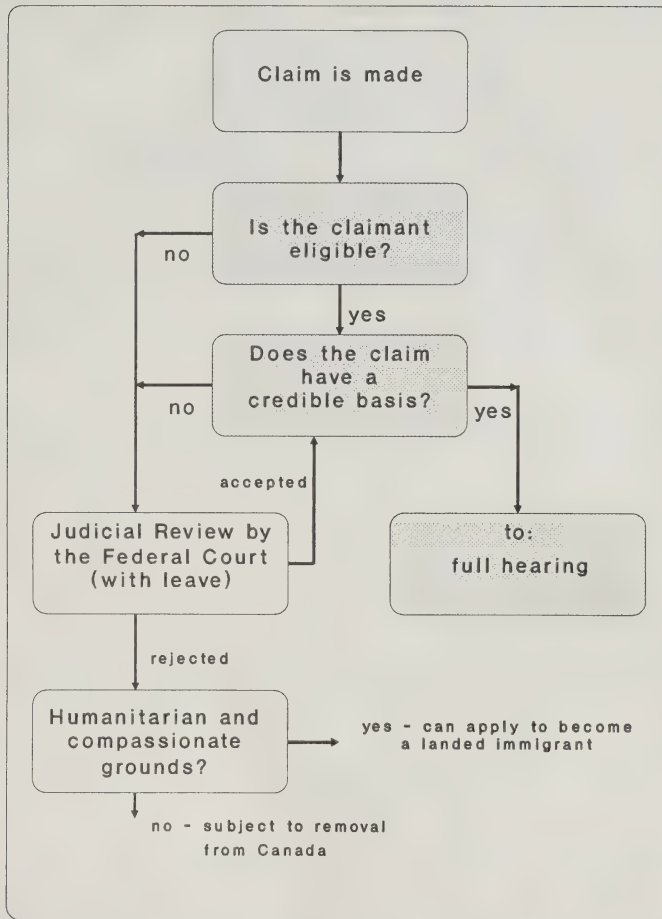 Claim is made
Is the claimant
eligible?
no
yes
Does the claim
have a
credible basis?
no
yes
accepted
Judicial Review by
the Federal Court
(with leave)
to:
full hearing
rejected
Humanitarian and
compassionate
grounds?
yes - can apply to become
a landed immigrant
no - subject to removal
from Canada